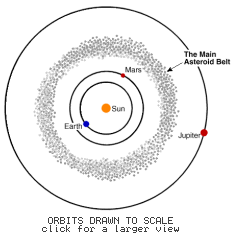 The Main
Asteroid Belt
Mars
Sun
Earth
Jupiter
ORBITS DRAWN TO SCALE
click for a larger view